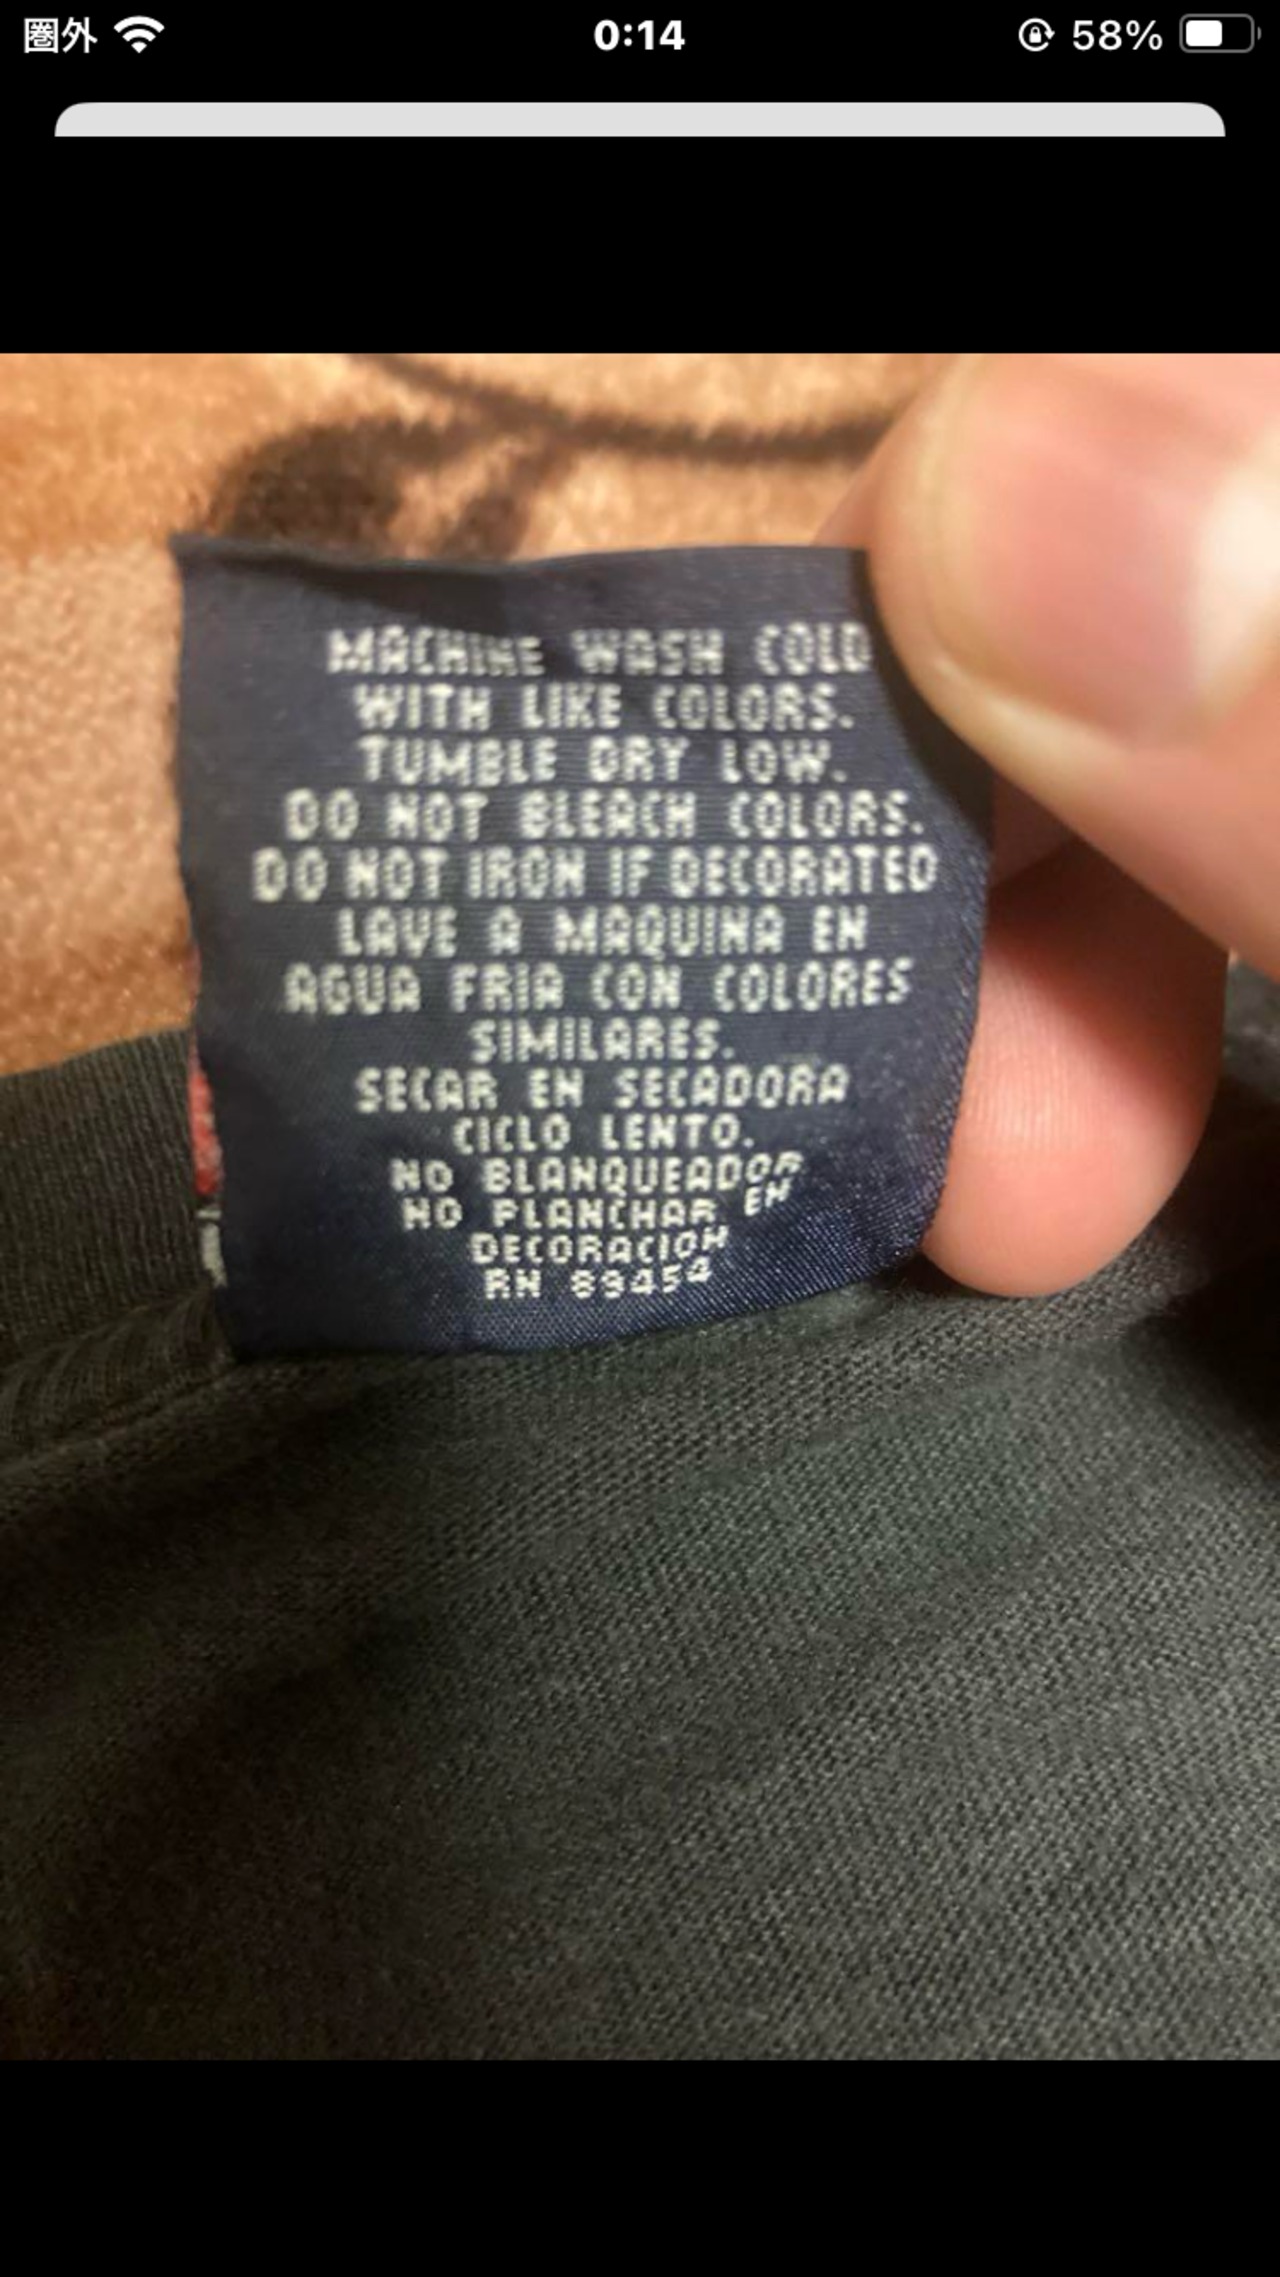 圏外
0:14
58%
MACHINE WASH COLD
WITH LIKE COLORS.
TUMBLE DRY LOW.
DO NOT BLEACH COLORS.
DO NOT IRON IF DECORATED
LAVE A MAQUINA EN
AGUA FRIA CON COLORES
SIMILARES.
SECAR EN SECADORA
CICLO LENTO.
NO BLANQUEADOR
NO PLANCHAR EN
DECORACION
RN 89454